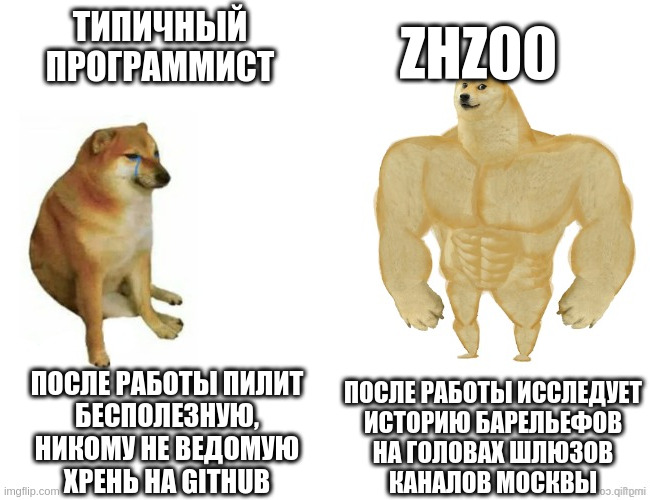 ТИПИЧНЫЙ
ПРОГРАММИСТ
ZHZOO
ПОСЛЕ РАБОТЫ ПИЛИТ
БЕСПОЛЕЗНУЮ,
НИКОМУ НЕ ВЕДОМУЮ
ХРЕНЬ НА GITHUB
ПОСЛЕ РАБОТЫ ИССЛЕДУЕТ
ИСТОРИЮ БАРЕЛЬЕФОВ
НА ГОЛОВАХ ШЛЮЗОВ
КАНАЛОВ МОСКВЫ
imgflip.com